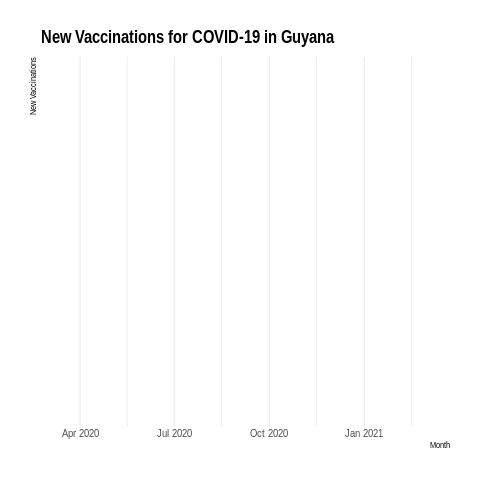 New Vaccinations for COVID-19 in Guyana
New Vaccinations
Apr 2020
Jul 2020
Oct 2020
Jan 2021
Month